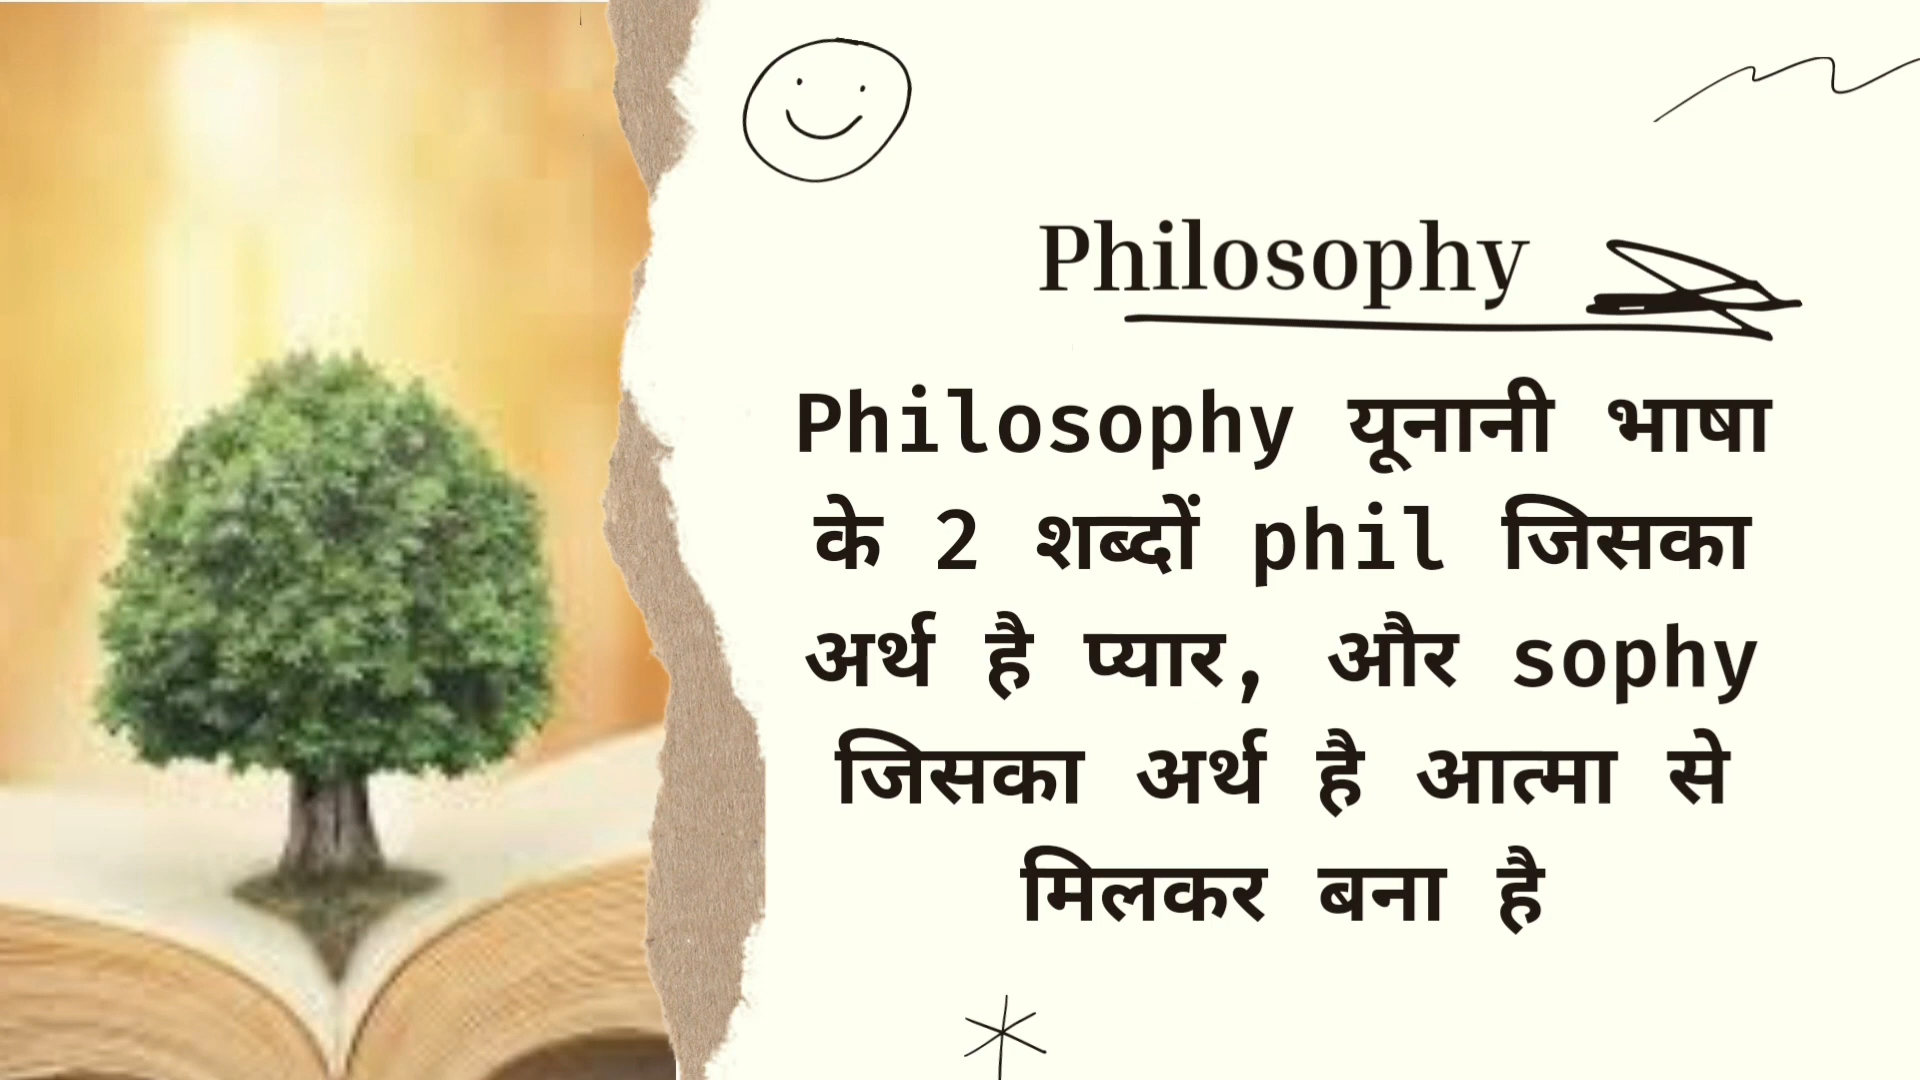 Philosophy
Philosophy यूनानी भाषा
के 2 शब्दों phil जिसका
अर्थ है प्यार, और sophy
जिसका अर्थ है आत्मा से
मिलकर बना है